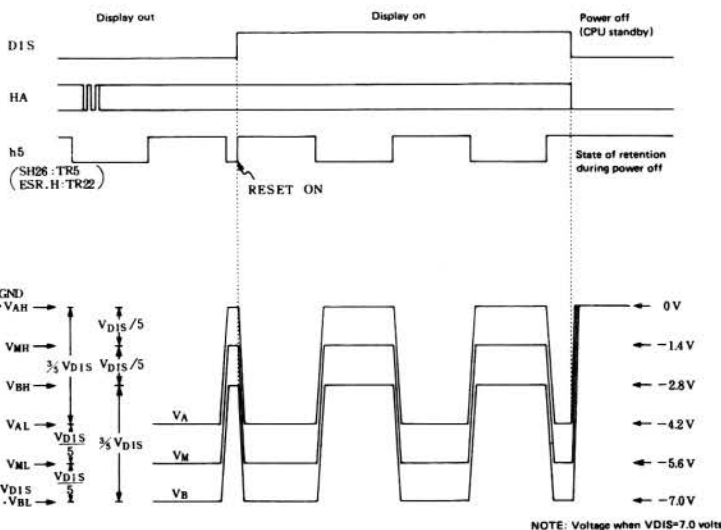 Display out
Display on
Power off
(CPU standby)
DIS
HA
h5
(SH26:TR5
ESR.H:TR22)
State of retention
during power off
RESET ON
GND
VAH
VMH
VBH
VAL
VML
VDIS
VBL
⅗ VDIS
VDIS/5
VDIS/5
VDIS/5
VDIS/5
⅗ VDIS
VA
VM
VB
0 V
-1.4 V
-2.8 V
-4.2 V
-5.6 V
-7.0 V
NOTE: Voltage when VDIS=7.0 volts